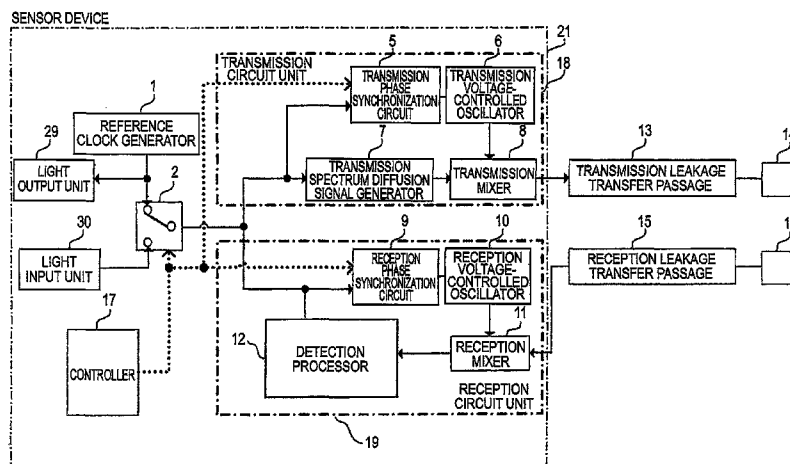 SENSOR DEVICE
21
18
TRANSMISSION
CIRCUIT UNIT
5
TRANSMISSION
PHASE
SYNCHRONIZATION
CIRCUIT
6
TRANSMISSION
VOLTAGE-
CONTROLLED
OSCILLATOR
1
REFERENCE
CLOCK GENERATOR
29
LIGHT
OUTPUT UNIT
2
7
TRANSMISSION
SPECTRUM DIFFUSION
SIGNAL GENERATOR
8
TRANSMISSION
MIXER
13
TRANSMISSION LEAKAGE
TRANSFER PASSAGE
30
LIGHT
INPUT UNIT
9
RECEPTION
PHASE
SYNCHRONIZATION
CIRCUIT
10
RECEPTION
VOLTAGE-
CONTROLLED
OSCILLATOR
15
RECEPTION LEAKAGE
TRANSFER PASSAGE
17
CONTROLLER
12
DETECTION
PROCESSOR
11
RECEPTION
MIXER
RECEPTION
CIRCUIT UNIT
19